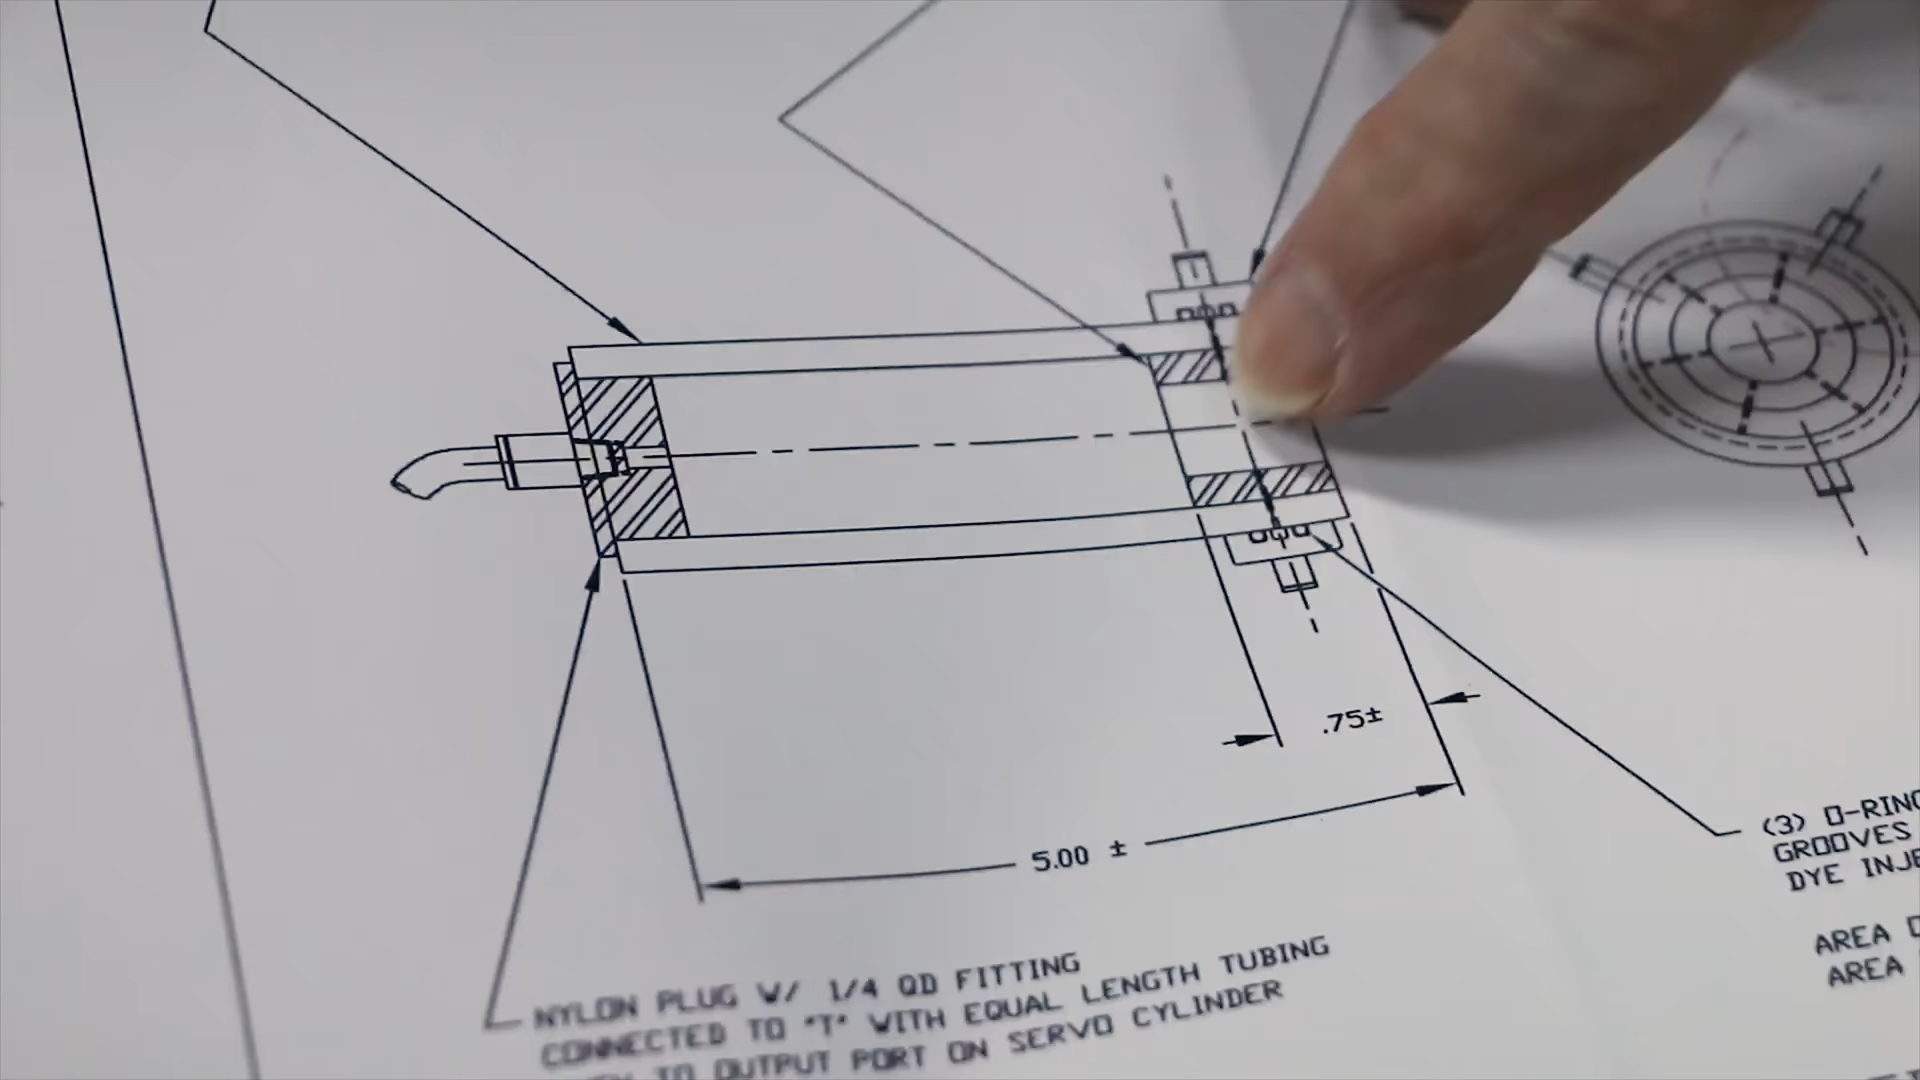 .75±
5.00 ±
(3) O-RING
GROOVES
DYE INJE
AREA
AREA
NYLON PLUG W/ 1/4 QD FITTING
CONNECTED TO "T" WITH EQUAL LENGTH TUBING
TO OUTPUT PORT ON SERVO CYLINDER